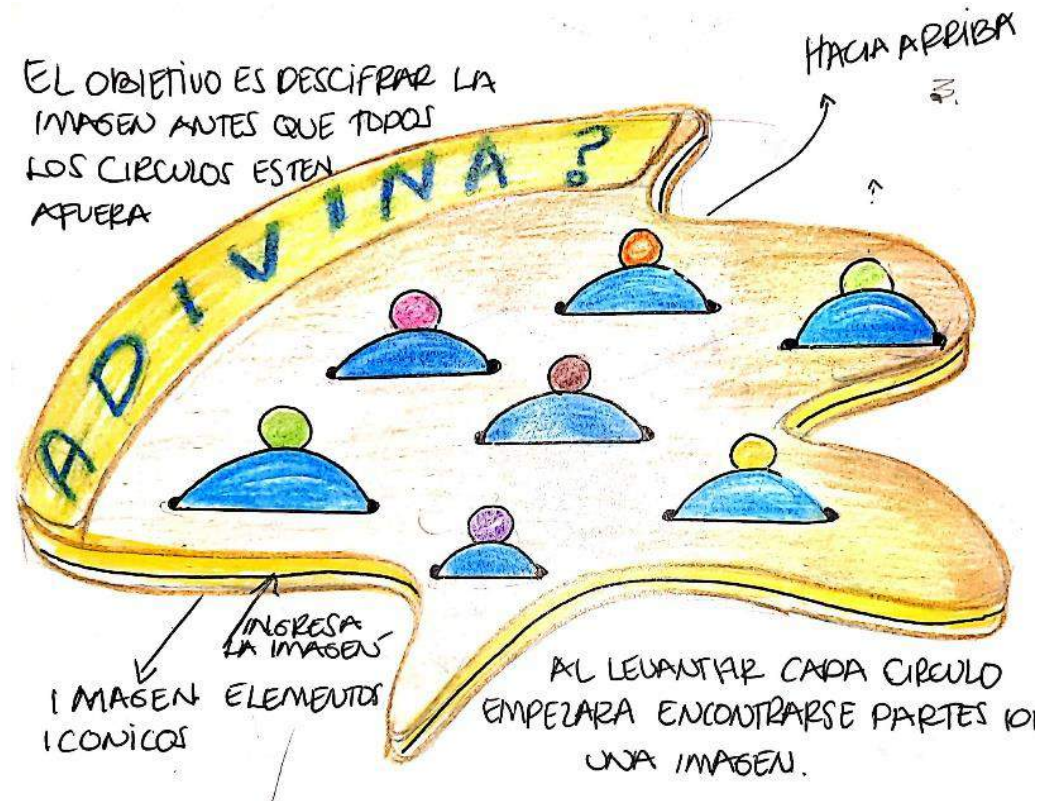 EL OBJETIVO ES DESCIFRAR LA
IMAGEN ANTES QUE TODOS
LOS CIRCULOS ESTEN
AFUERA
HACIA ARRIBA
ADIVINA?
INGRESA
LA IMAGEN
IMAGEN ELEMENTOS
ICONICOS
AL LEVANTAR CADA CIRCULO
EMPEZARA ENCONTRARSE PARTES
UNA IMAGEN.